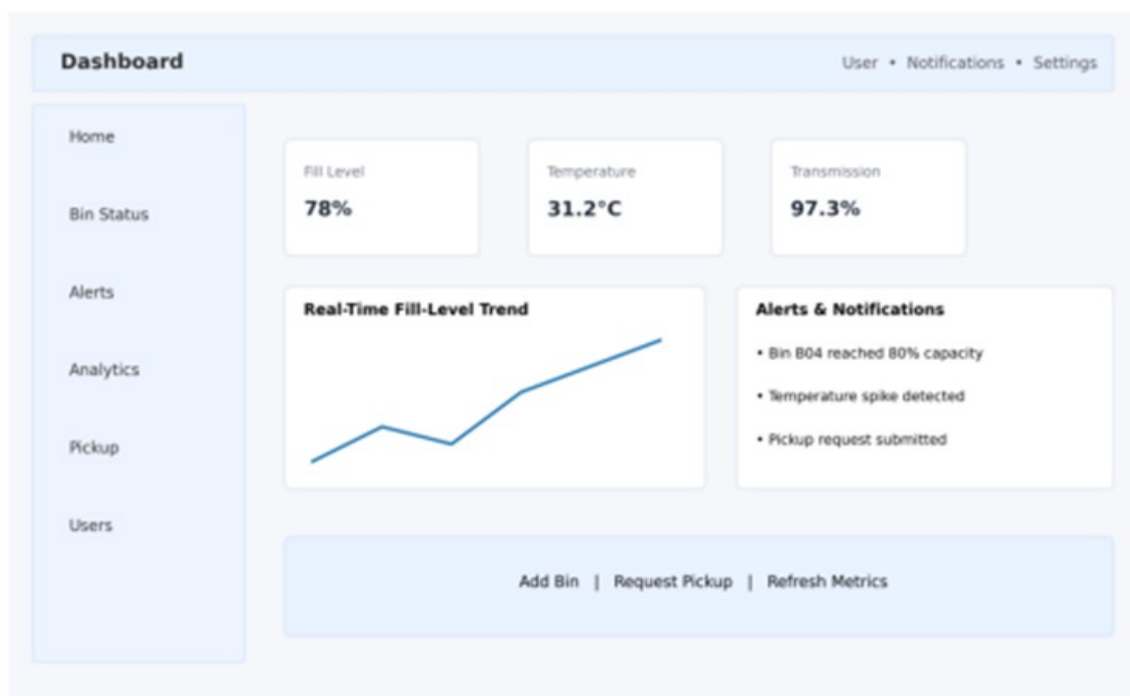 Dashboard
User • Notifications • Settings
Home
Bin Status
Alerts
Analytics
Pickup
Users
Fill Level
78%
Temperature
31.2°C
Transmission
97.3%
Real-Time Fill-Level Trend
Alerts & Notifications
• Bin B04 reached 80% capacity
• Temperature spike detected
• Pickup request submitted
Add Bin | Request Pickup | Refresh Metrics